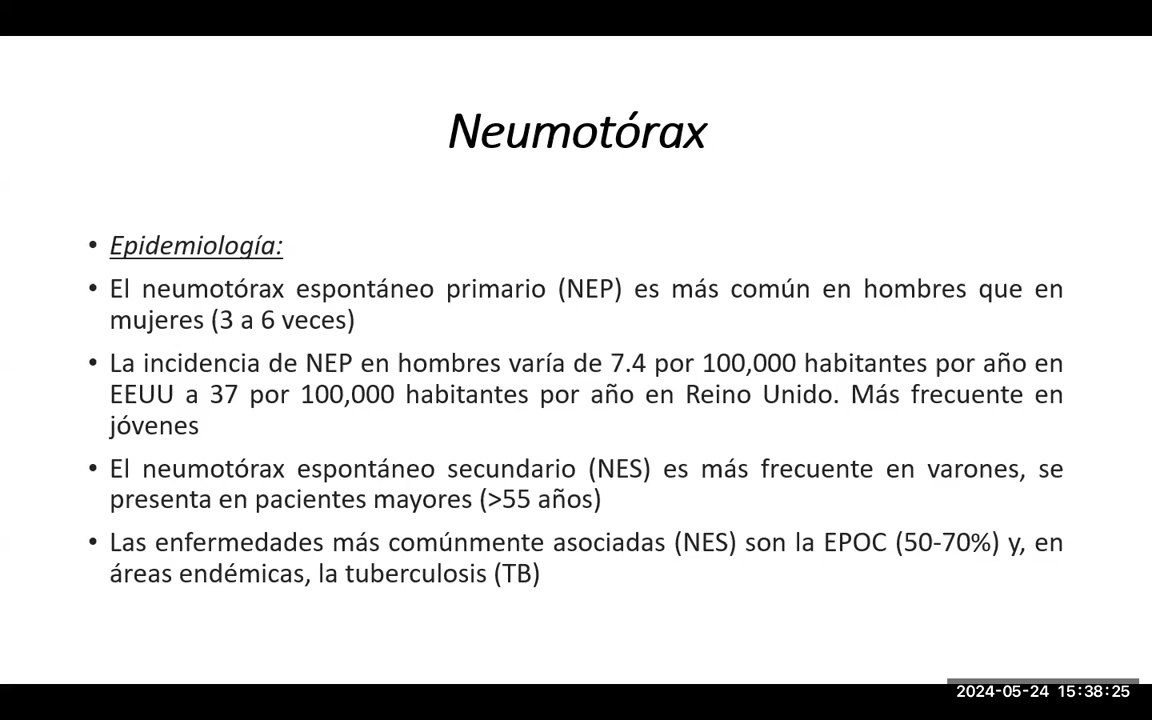 Neumotórax
• Epidemiología:
• El neumotórax espontáneo primario (NEP) es más común en hombres que en
mujeres (3 a 6 veces)
• La incidencia de NEP en hombres varía de 7.4 por 100,000 habitantes por año en
EEUU a 37 por 100,000 habitantes por año en Reino Unido. Más frecuente en
jóvenes
• El neumotórax espontáneo secundario (NES) es más frecuente en varones, se
presenta en pacientes mayores (>55 años)
• Las enfermedades más comúnmente asociadas (NES) son la EPOC (50-70%) y, en
áreas endémicas, la tuberculosis (TB)
2024-05-24 15:38:25